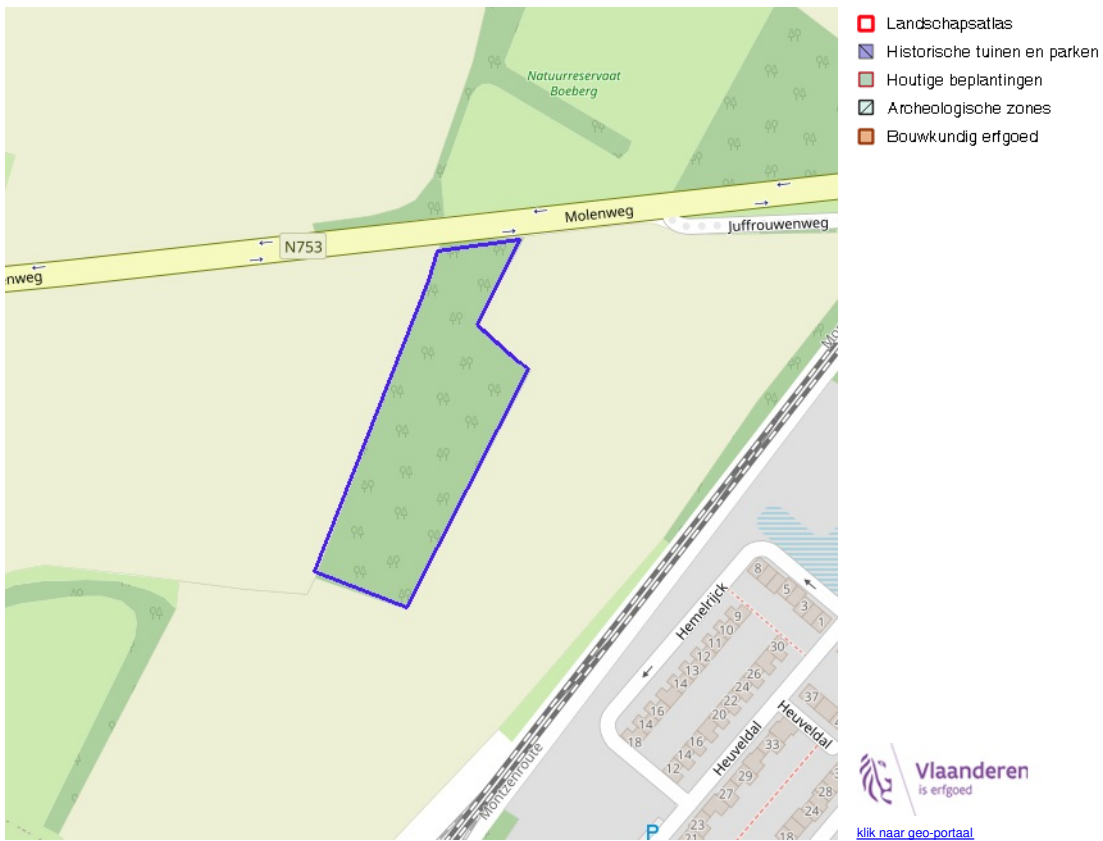 Natuurreservaat
Boeberg
Molenweg
Juffrouwenweg
N753
nweg
Mo
Hemelrijck
8
5
3
1
9
10
11
12
13
14
16
14
18
30
26
24
22
20
16
14
12
37
Heuveldal
33
Heuveldal
29
27
28
24
23
21
18
Montzenroute
P
Landschapsatlas
Historische tuinen en parken
Houtige beplantingen
Archeologische zones
Bouwkundig erfgoed
Vlaanderen
is erfgoed
klik naar geo-portaal